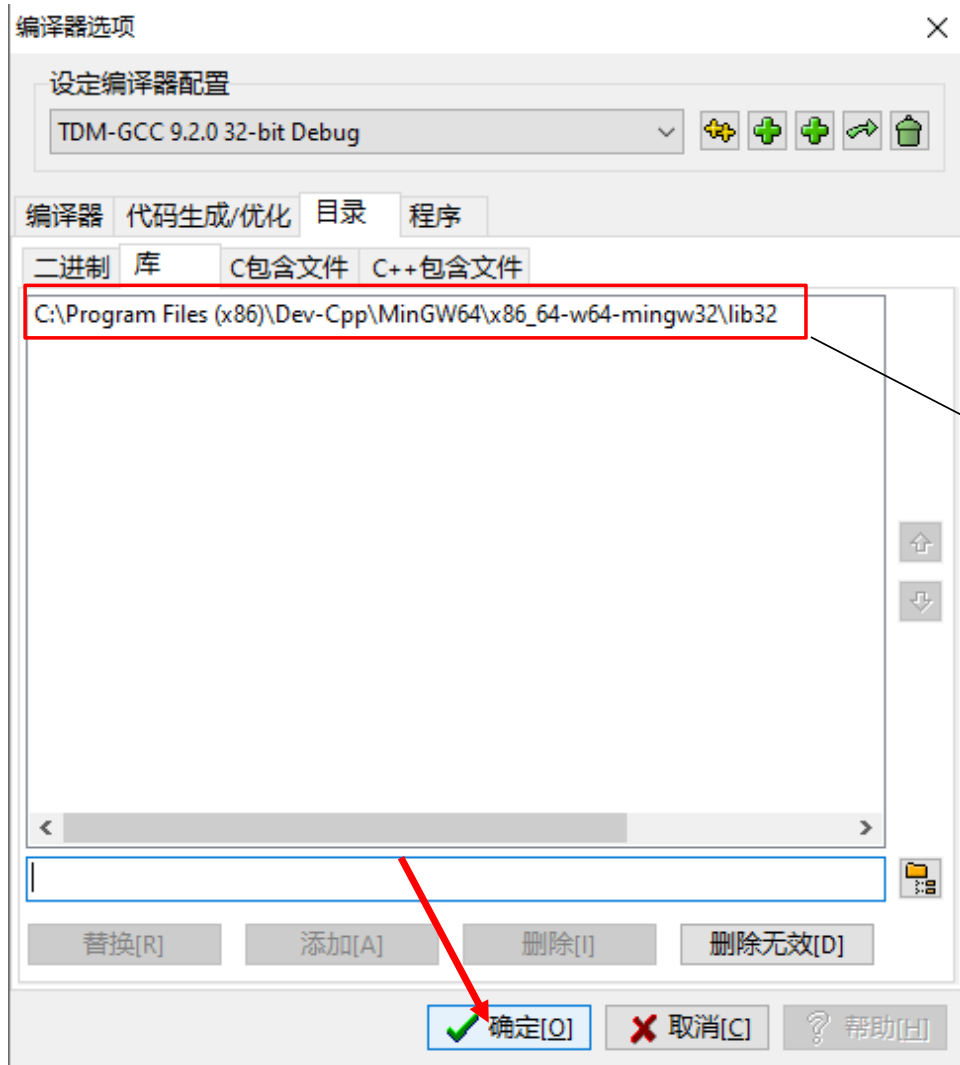 编译器选项
设定编译器配置
TDM-GCC 9.2.0 32-bit Debug
编译器 代码生成/优化 目录 程序
二进制 库 C包含文件 C++包含文件
C:\Program Files (x86)\Dev-Cpp\MinGW64\x86_64-w64-mingw32\lib32
替换[R] 添加[A] 删除[I] 删除无效[D]
确定[O] 取消[C] 帮助[H]